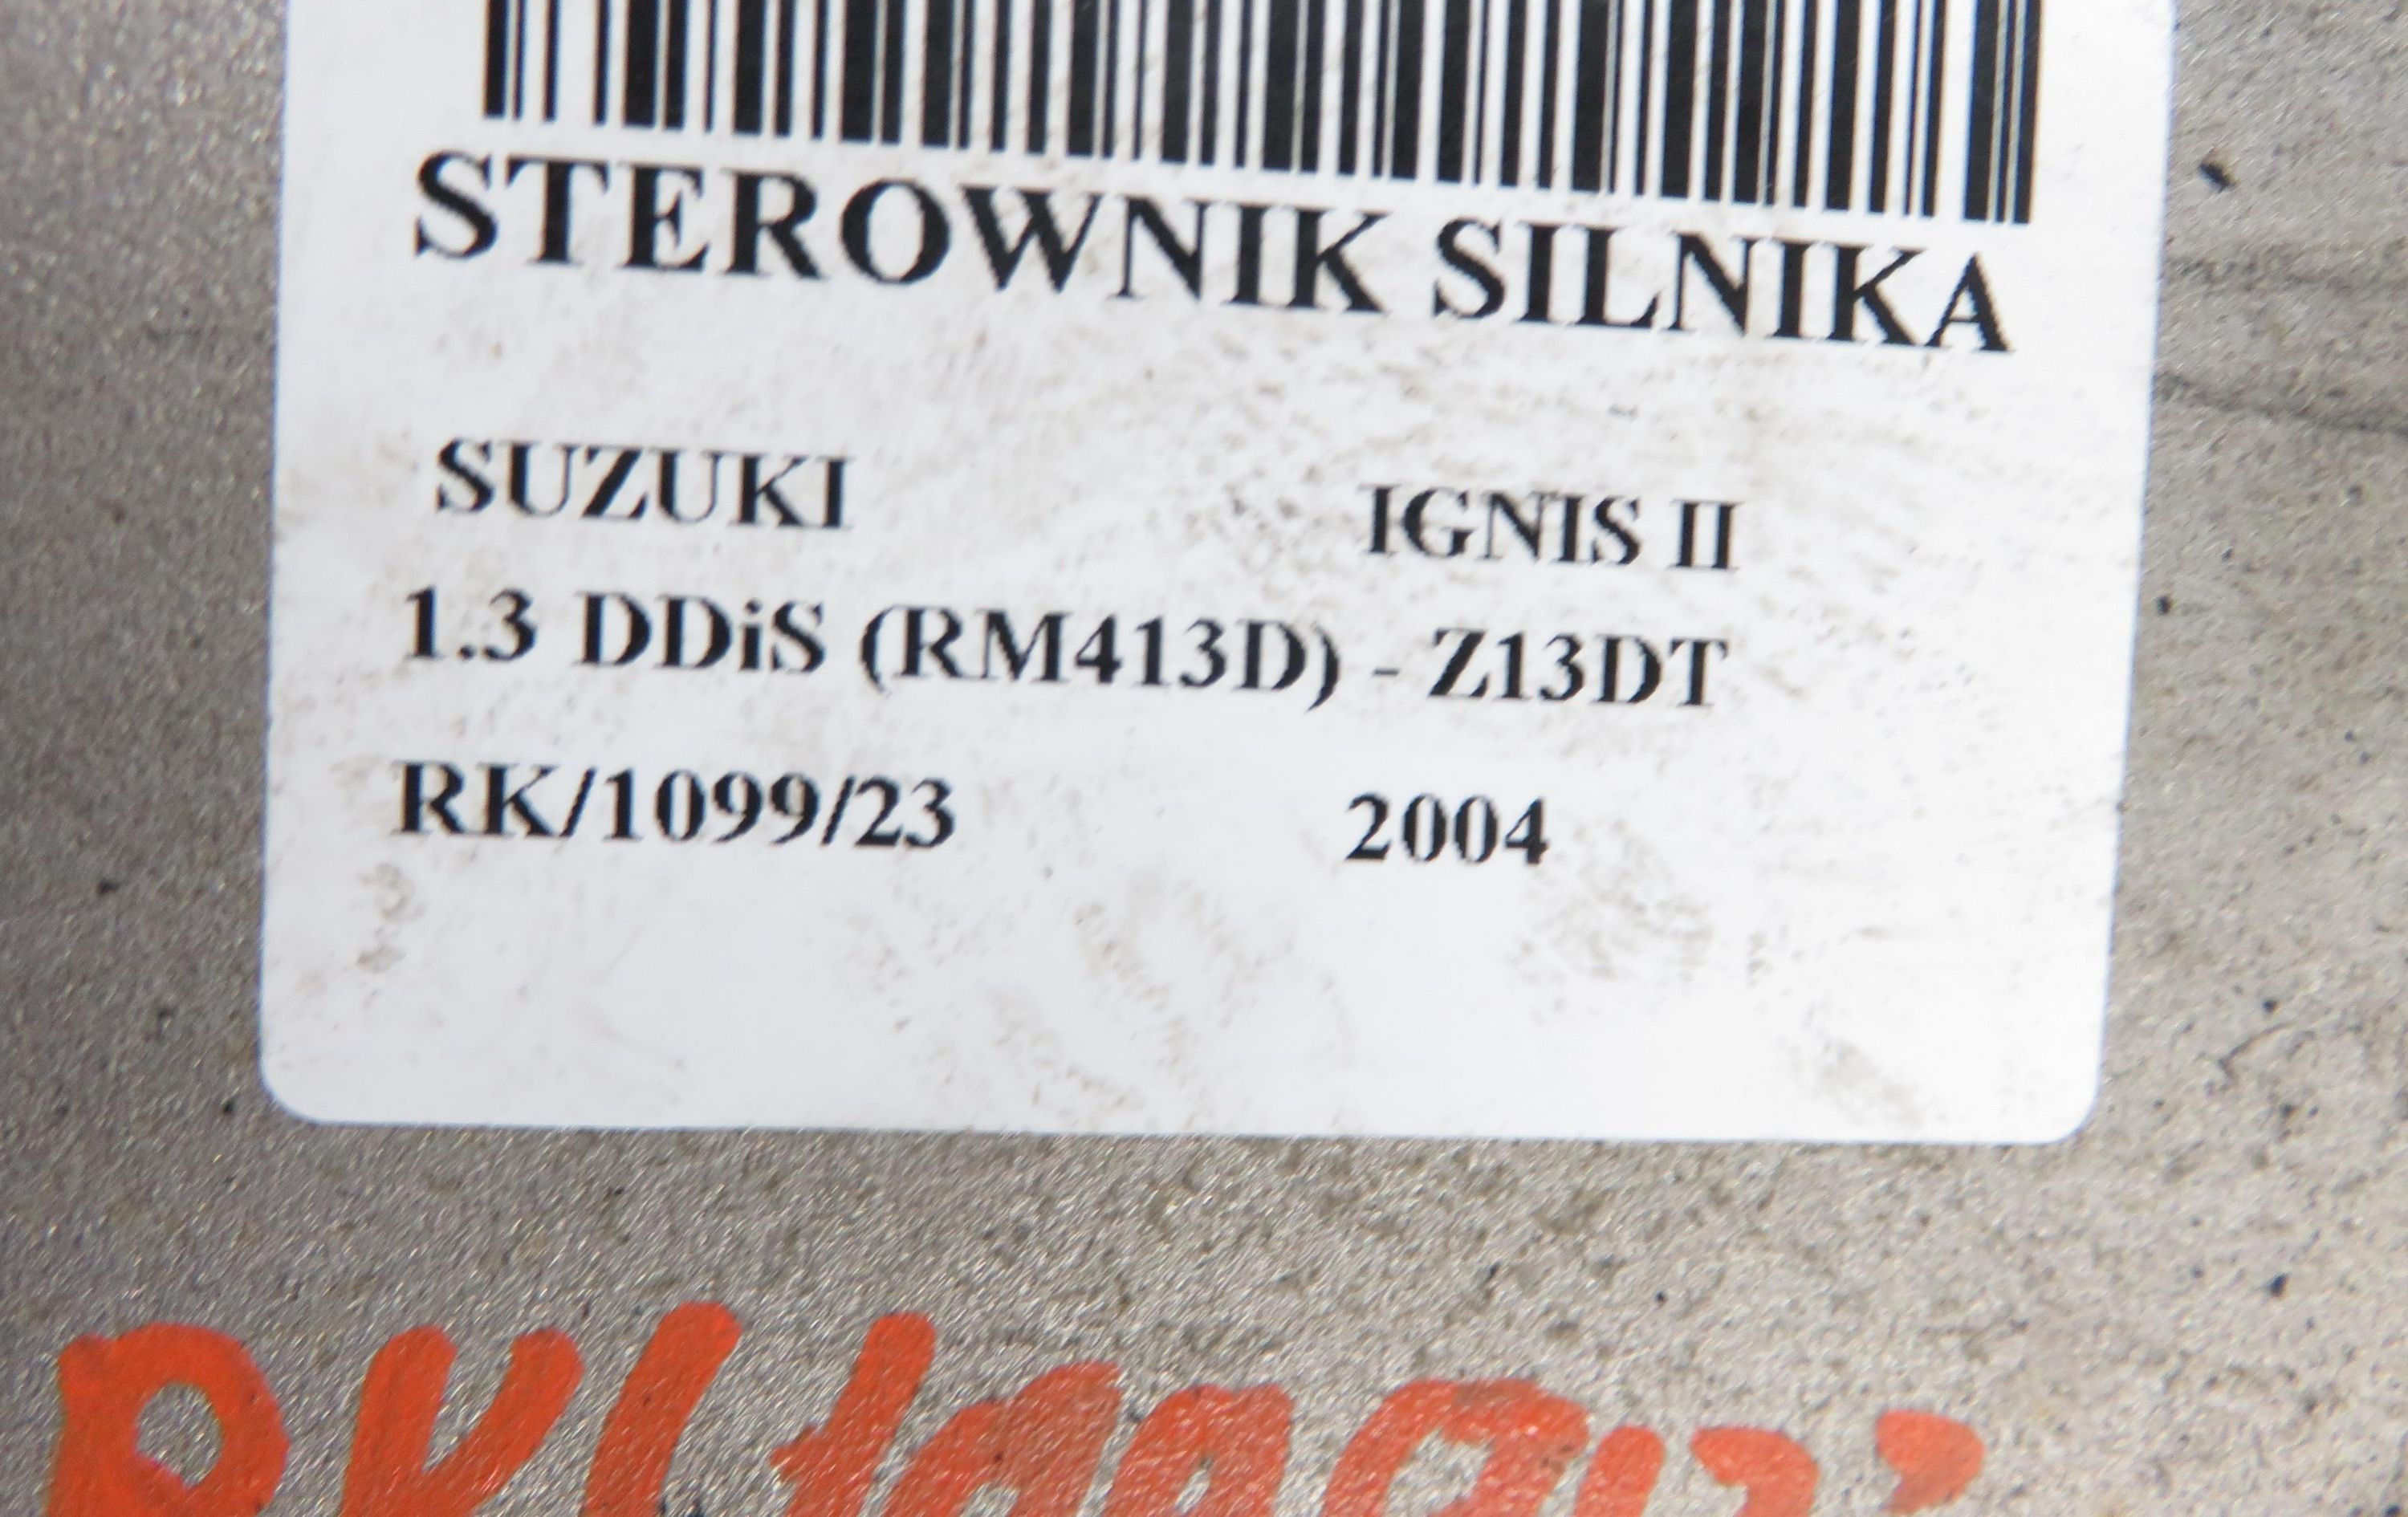 STEROWNIK SILNIKA
SUZUKI IGNIS II
1.3 DDiS (RM413D) - Z13DT
RK/1099/23 2004